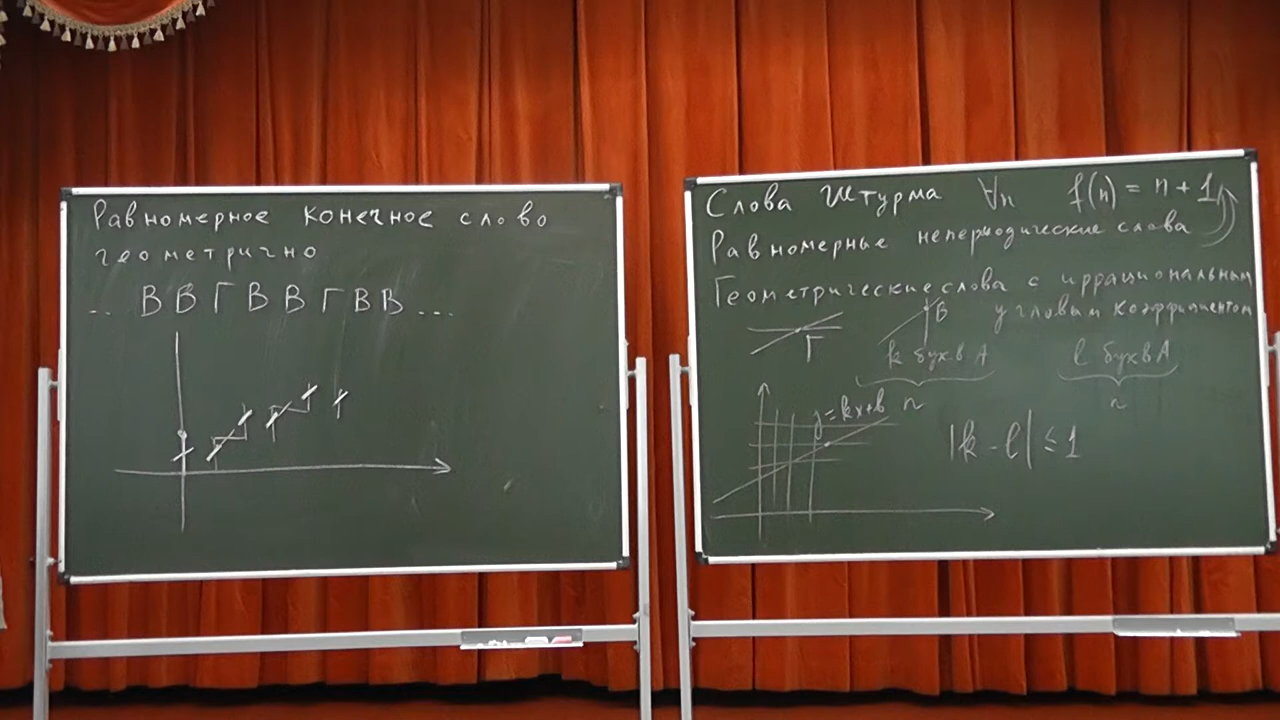 Равномерное конечное слово
геометрично
... В В Г В В Г В В ...
Слова Штурма ∀n f(n) = n + 1
Равномерные непериодические слова
Геометрические слова с иррациональным
угловым коэффициентом
Г
В
k букв А
n
l букв А
n
y = kx + b
|k - l| ≤ 1